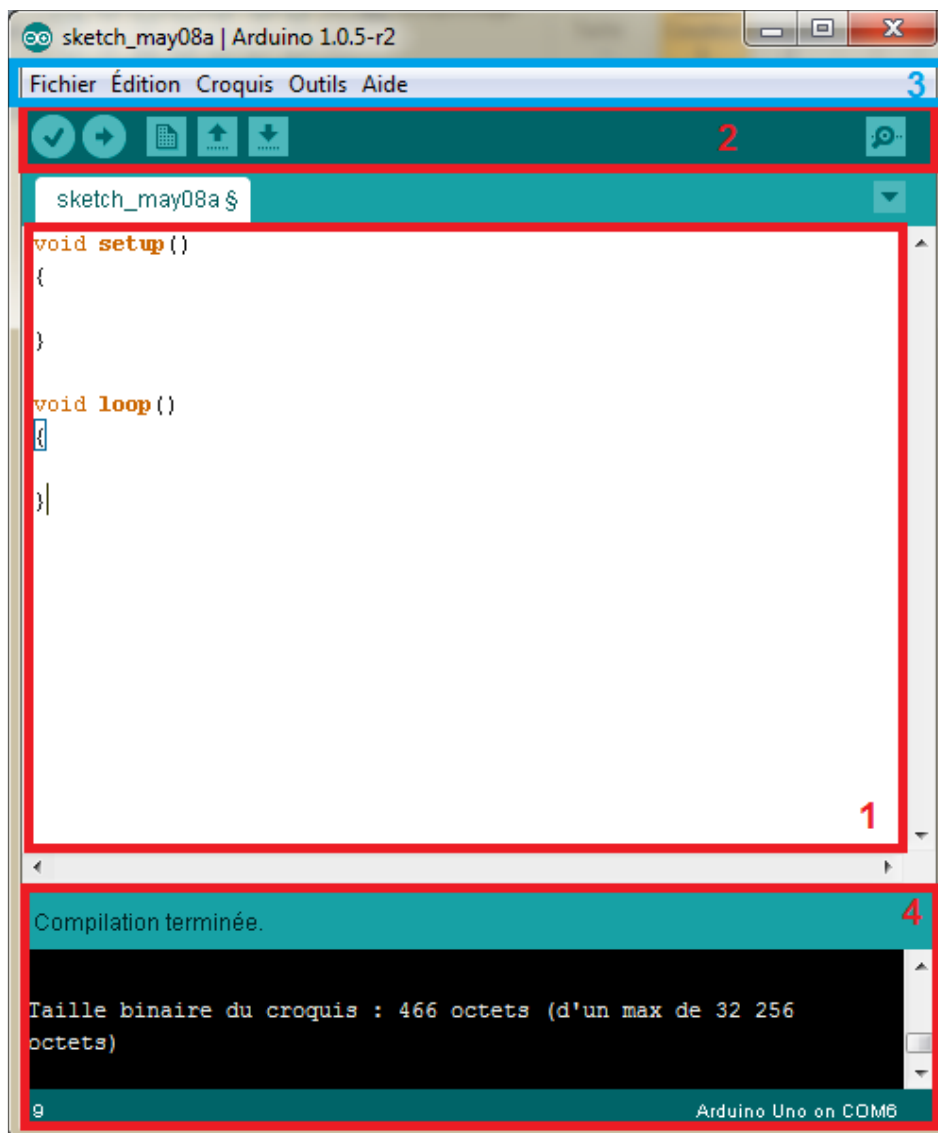 sketch_may08a | Arduino 1.0.5-r2
Fichier Édition Croquis Outils Aide 3
2
sketch_may08a §
void setup()
{
}
void loop()
{
}
1
Compilation terminée. 4
Taille binaire du croquis : 466 octets (d'un max de 32 256
octets)
9 Arduino Uno on COM6